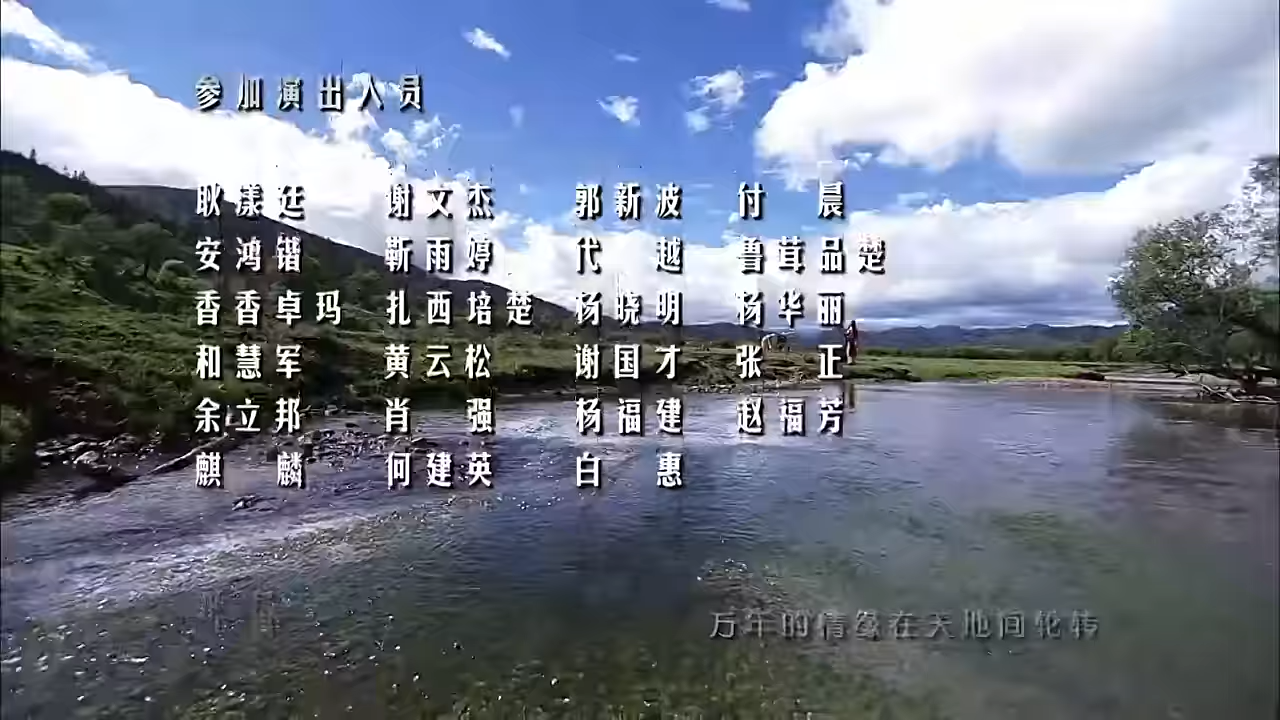 参加演出人员
耿漾廷 谢文杰 郭新波 付晨
安鸿锴 靳雨婷 代越 鲁茸品楚
香香卓玛 扎西培楚 杨晓明 杨华丽
和慧军 黄云松 谢国才 张正
余立邦 肖强 杨福建 赵福芳
麒麟 何建英 白惠
万年的情缘在天地间轮转